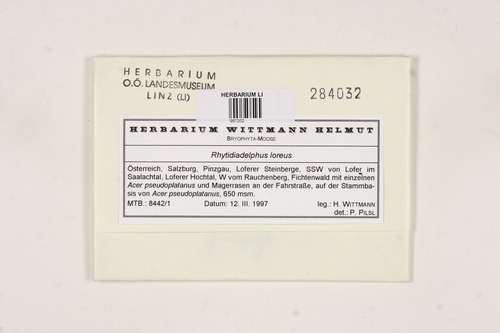 HERBARIUM
O.Ö. LANDESMUSEUM
LINZ (LI)
HERBARIUM LI
987202
284032
HERBARIUM WITTMANN HELMUT
BRYOPHYTA-MOOSE
Rhytidiadelphus loreus
Österreich, Salzburg, Pinzgau, Loferer Steinberge, SSW von Lofer im
Saalachtal, Loferer Hochtal, W vom Rauchenberg, Fichtenwald mit einzelnen
Acer pseudoplatanus und Magerrasen an der Fahrstraße, auf der Stammba-
sis von Acer pseudoplatanus, 650 msm.
MTB.: 8442/1 Datum: 12. III. 1997 leg.: H. WITTMANN
det.: P. PILSL